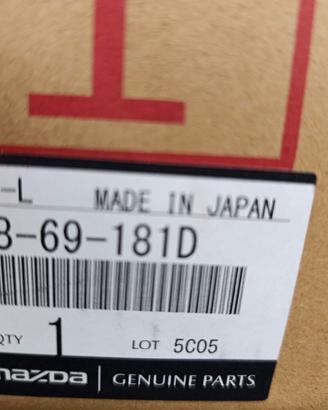 -L MADE IN JAPAN
-69-181D
QTY 1 LOT 5C05
mazda GENUINE PARTS